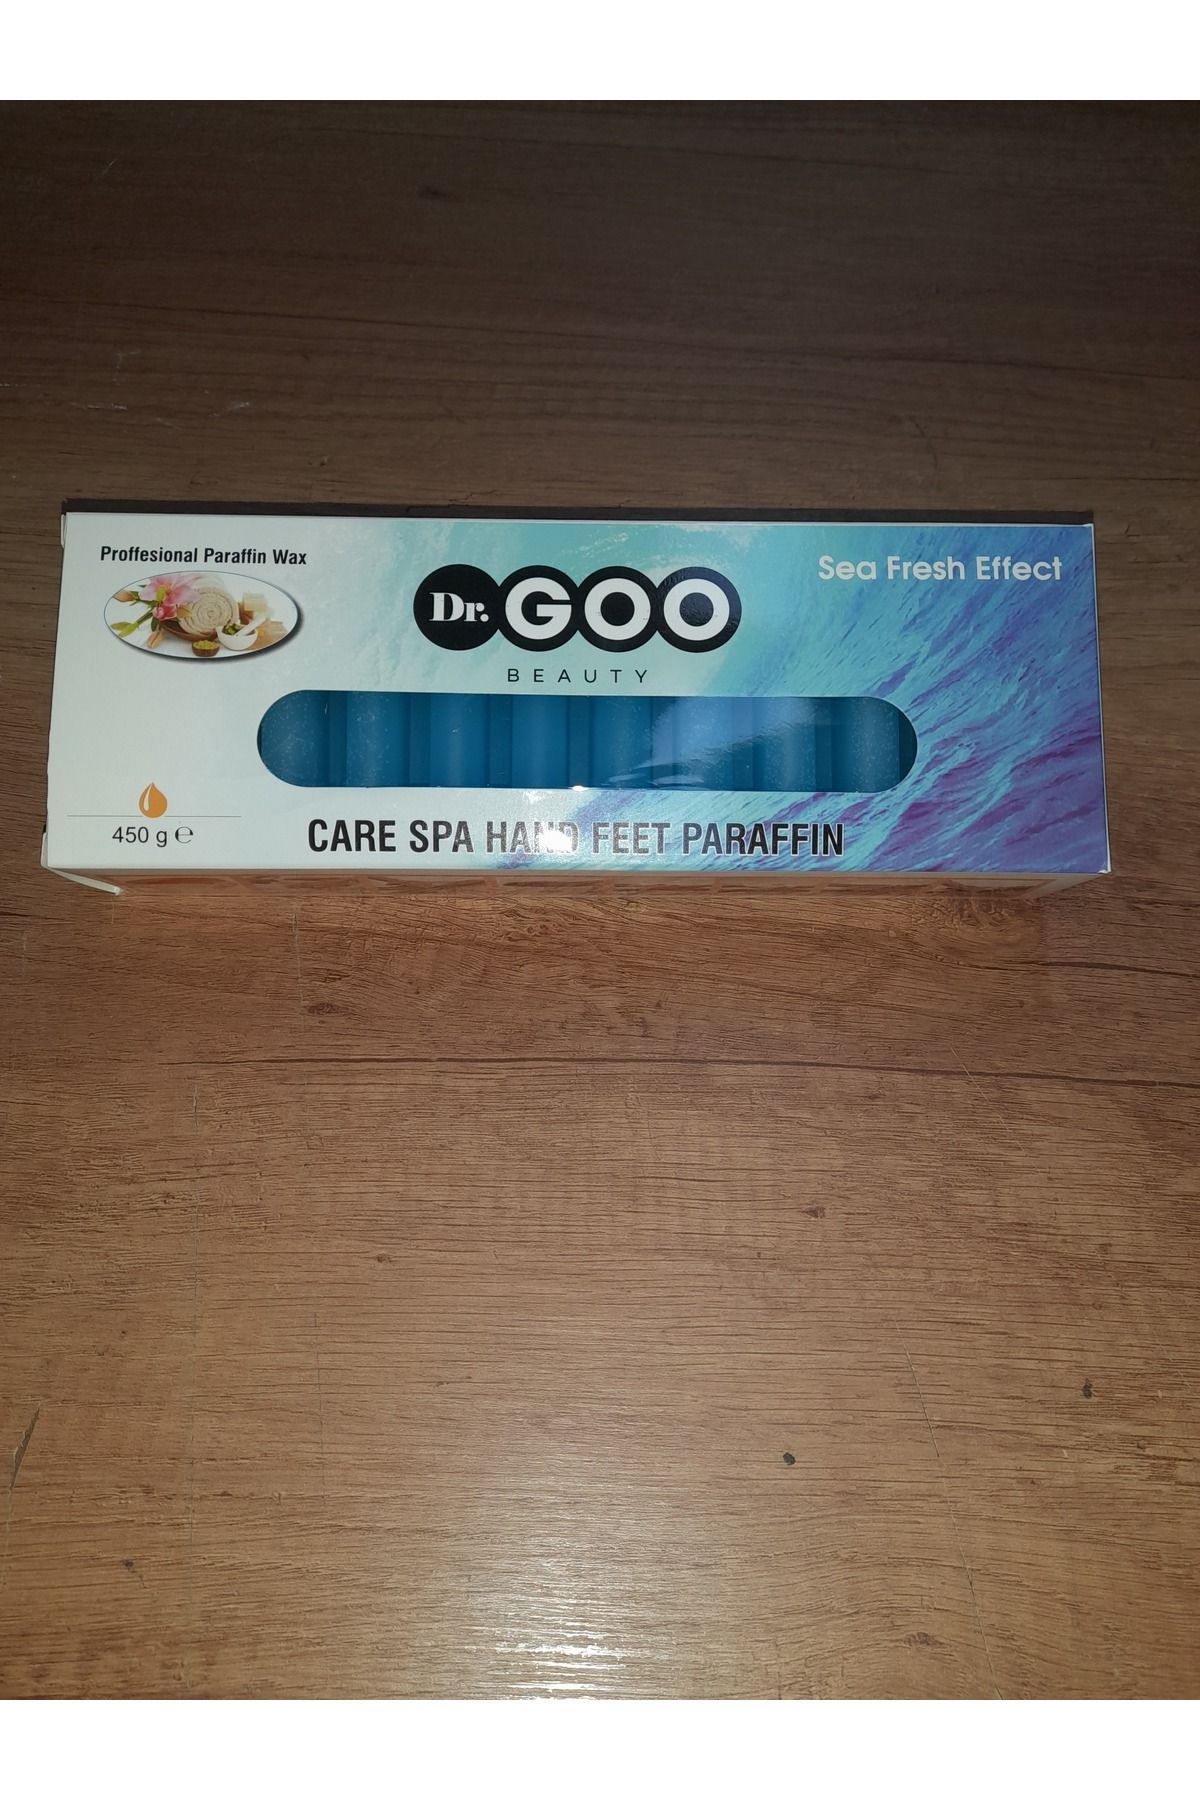 Proffesional Paraffin Wax
Dr. GOO
BEAUTY
Sea Fresh Effect
450 g ℮
CARE SPA HAND FEET PARAFFIN